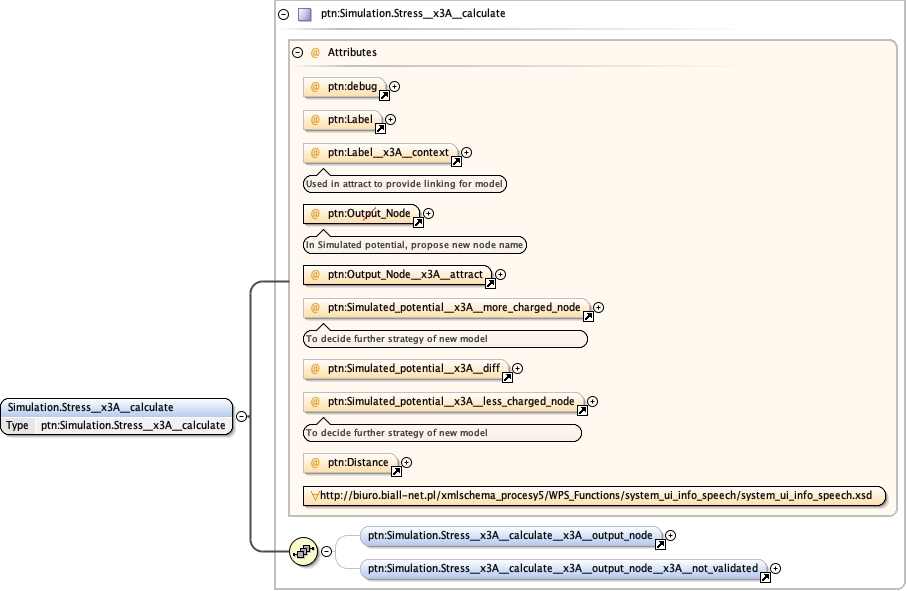 ptn:Simulation.Stress__x3A__calculate
@ Attributes
@ ptn:debug
@ ptn:Label
@ ptn:Label__x3A__context
Used in attract to provide linking for model
@ ptn:Output_Node
In Simulated potential, propose new node name
@ ptn:Output_Node__x3A__attract
@ ptn:Simulated_potential__x3A__more_charged_node
To decide further strategy of new model
@ ptn:Simulated_potential__x3A__diff
@ ptn:Simulated_potential__x3A__less_charged_node
To decide further strategy of new model
@ ptn:Distance
http://biuro.biall-net.pl/xmlschema_procesy5/WPS_Functions/system_ui_info_speech/system_ui_info_speech.xsd
Simulation.Stress__x3A__calculate
Type ptn:Simulation.Stress__x3A__calculate
ptn:Simulation.Stress__x3A__calculate__x3A__output_node
ptn:Simulation.Stress__x3A__calculate__x3A__output_node__x3A__not_validated